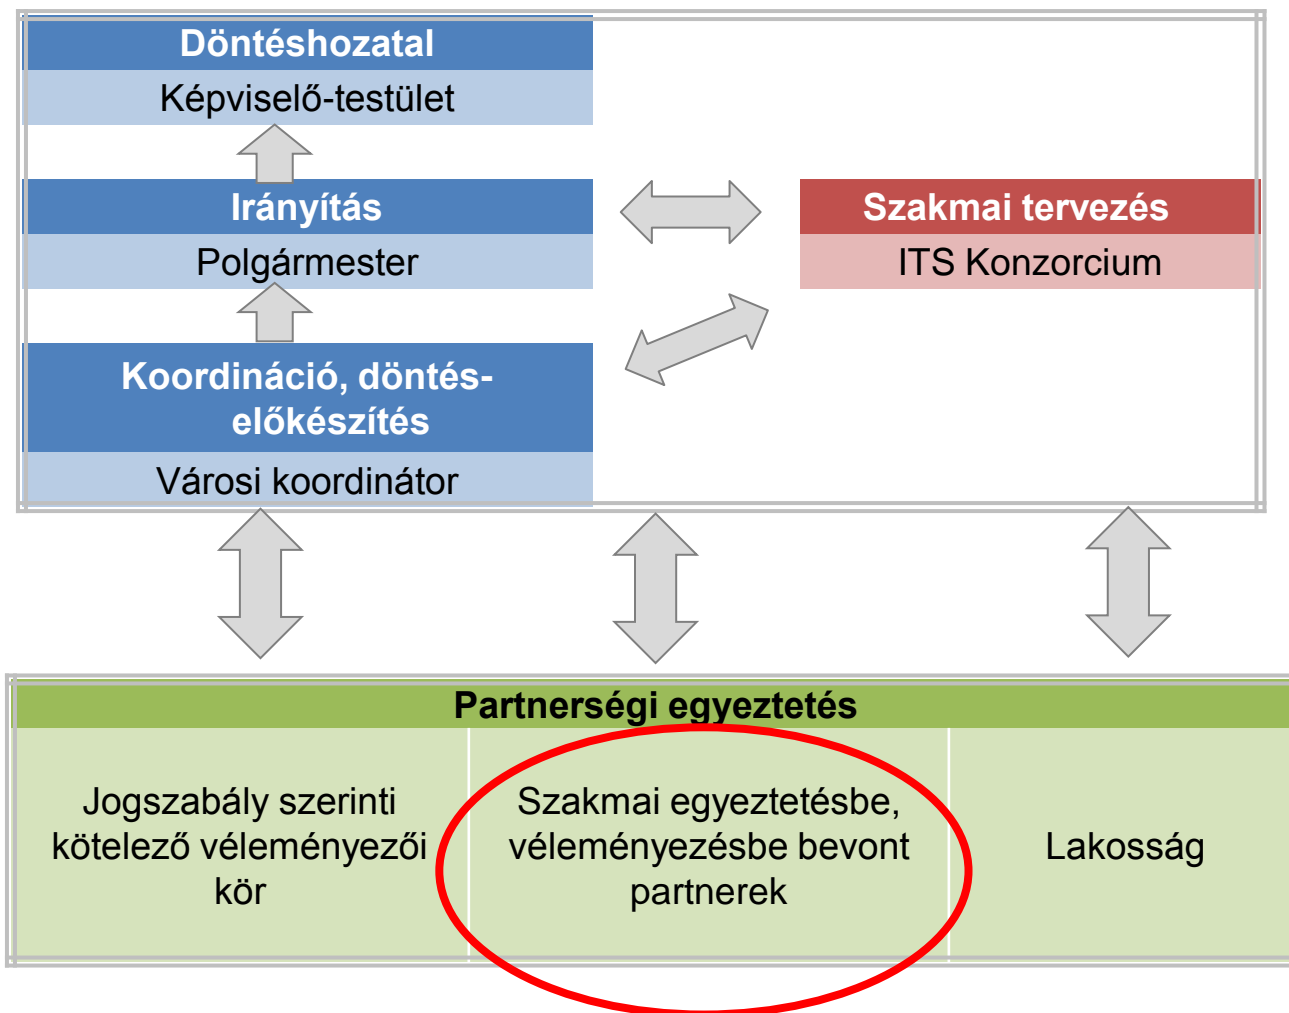 Döntéshozatal
Képviselő-testület
Irányítás
Polgármester
Szakmai tervezés
ITS Konzorcium
Koordináció, döntés-
előkészítés
Városi koordinátor
Partnerségi egyeztetés
Jogszabály szerinti
kötelező véleményezői
kör
Szakmai egyeztetésbe,
véleményezésbe bevont
partnerek
Lakosság